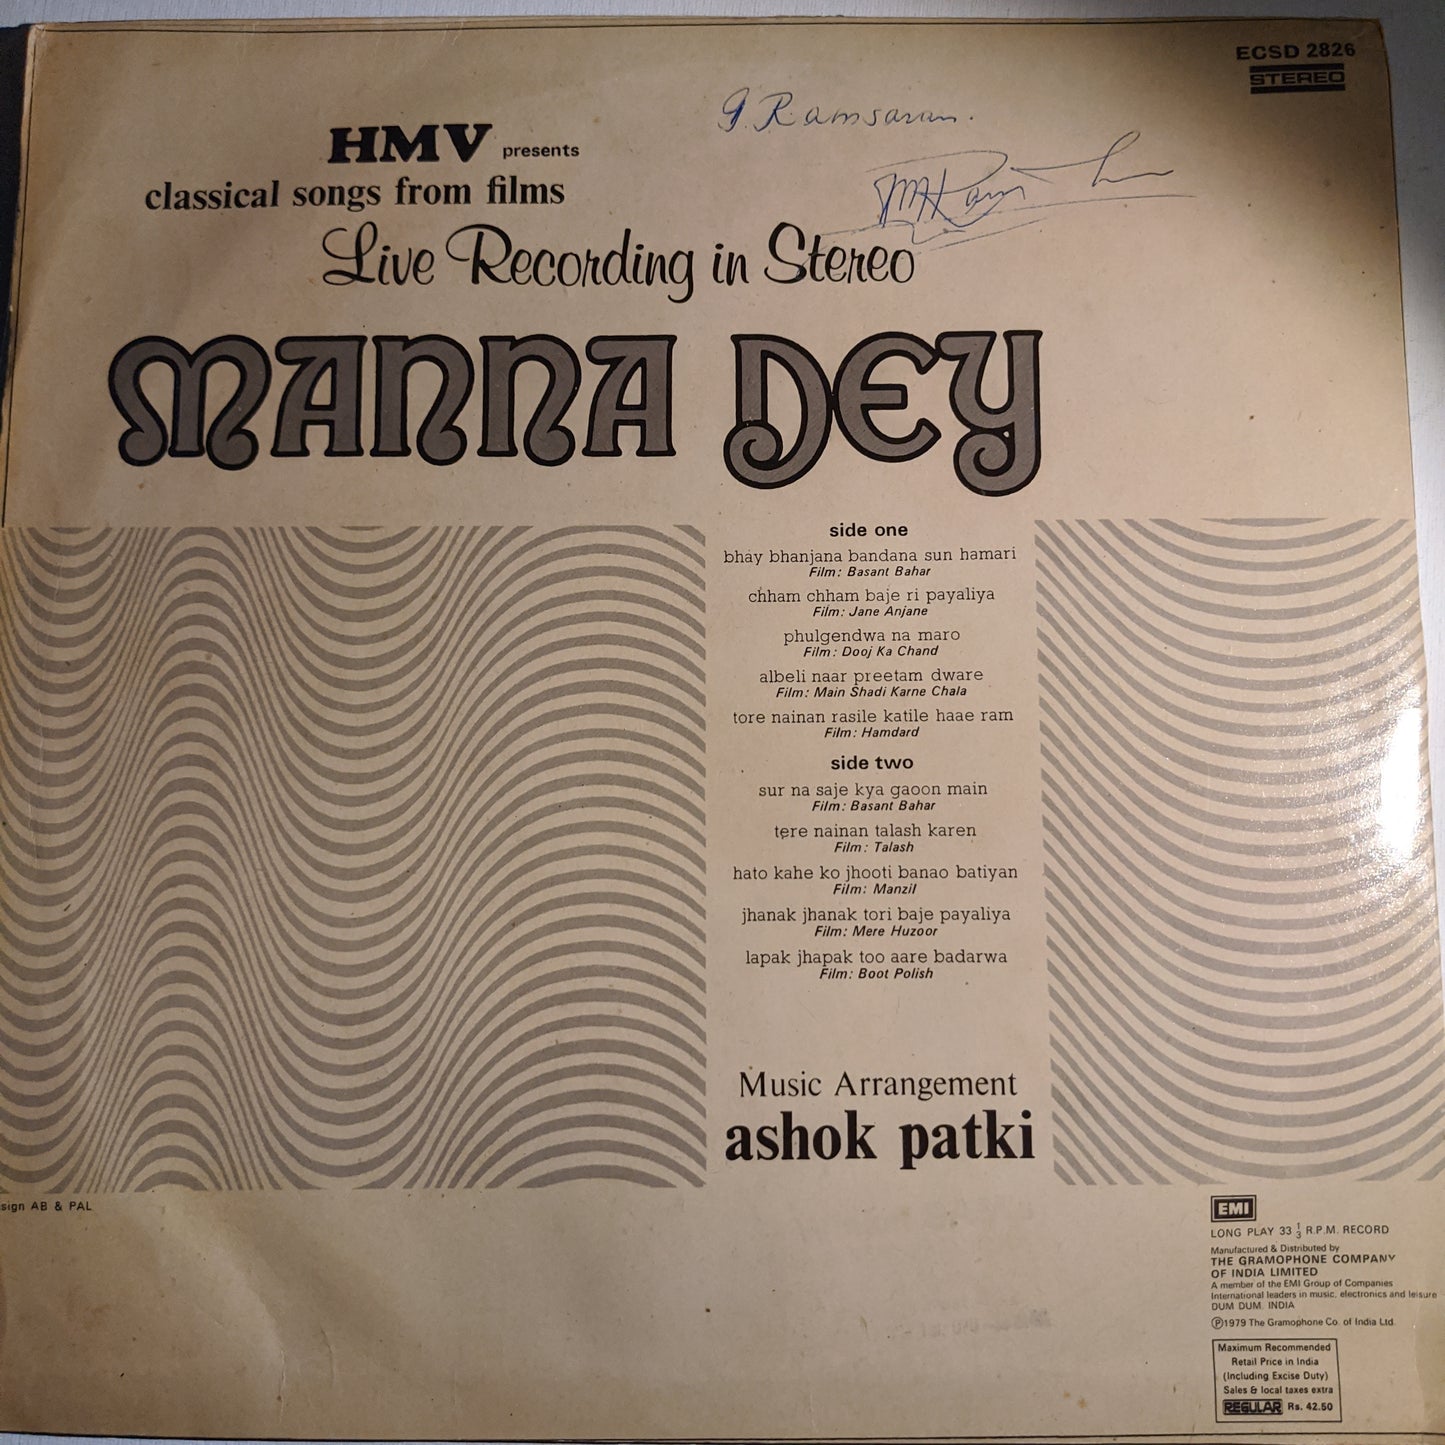 ECSD 2826
STEREO
G. Ramsaran.
HMV presents
classical songs from films
Live Recording in Stereo
MANNA DEY
side one
bhay bhanjana bandana sun hamari
Film: Basant Bahar
chham chham baje ri payaliya
Film: Jane Anjane
phulgendwa na maro
Film: Dooj Ka Chand
albeli naar preetam dware
Film: Main Shadi Karne Chala
tore nainan rasile katile haae ram
Film: Hamdard
side two
sur na saje kya gaoon main
Film: Basant Bahar
tere nainan talash karen
Film: Talash
hato kahe ko jhooti banao batiyan
Film: Manzil
jhanak jhanak tori baje payaliya
Film: Mere Huzoor
lapak jhapak too aare badarwa
Film: Boot Polish
Music Arrangement
ashok patki
sign AB & PAL
EMI
LONG PLAY 33 1/3 R.P.M. RECORD
Manufactured & Distributed by
THE GRAMOPHONE COMPANY
OF INDIA LIMITED
A member of the EMI Group of Companies
International leaders in music, electronics and leisure
DUM DUM. INDIA
Ⓟ1979 The Gramophone Co. of India Ltd.
Maximum Recommended
Retail Price in India
(Including Excise Duty)
Sales & local taxes extra
REGULAR Rs. 42.50